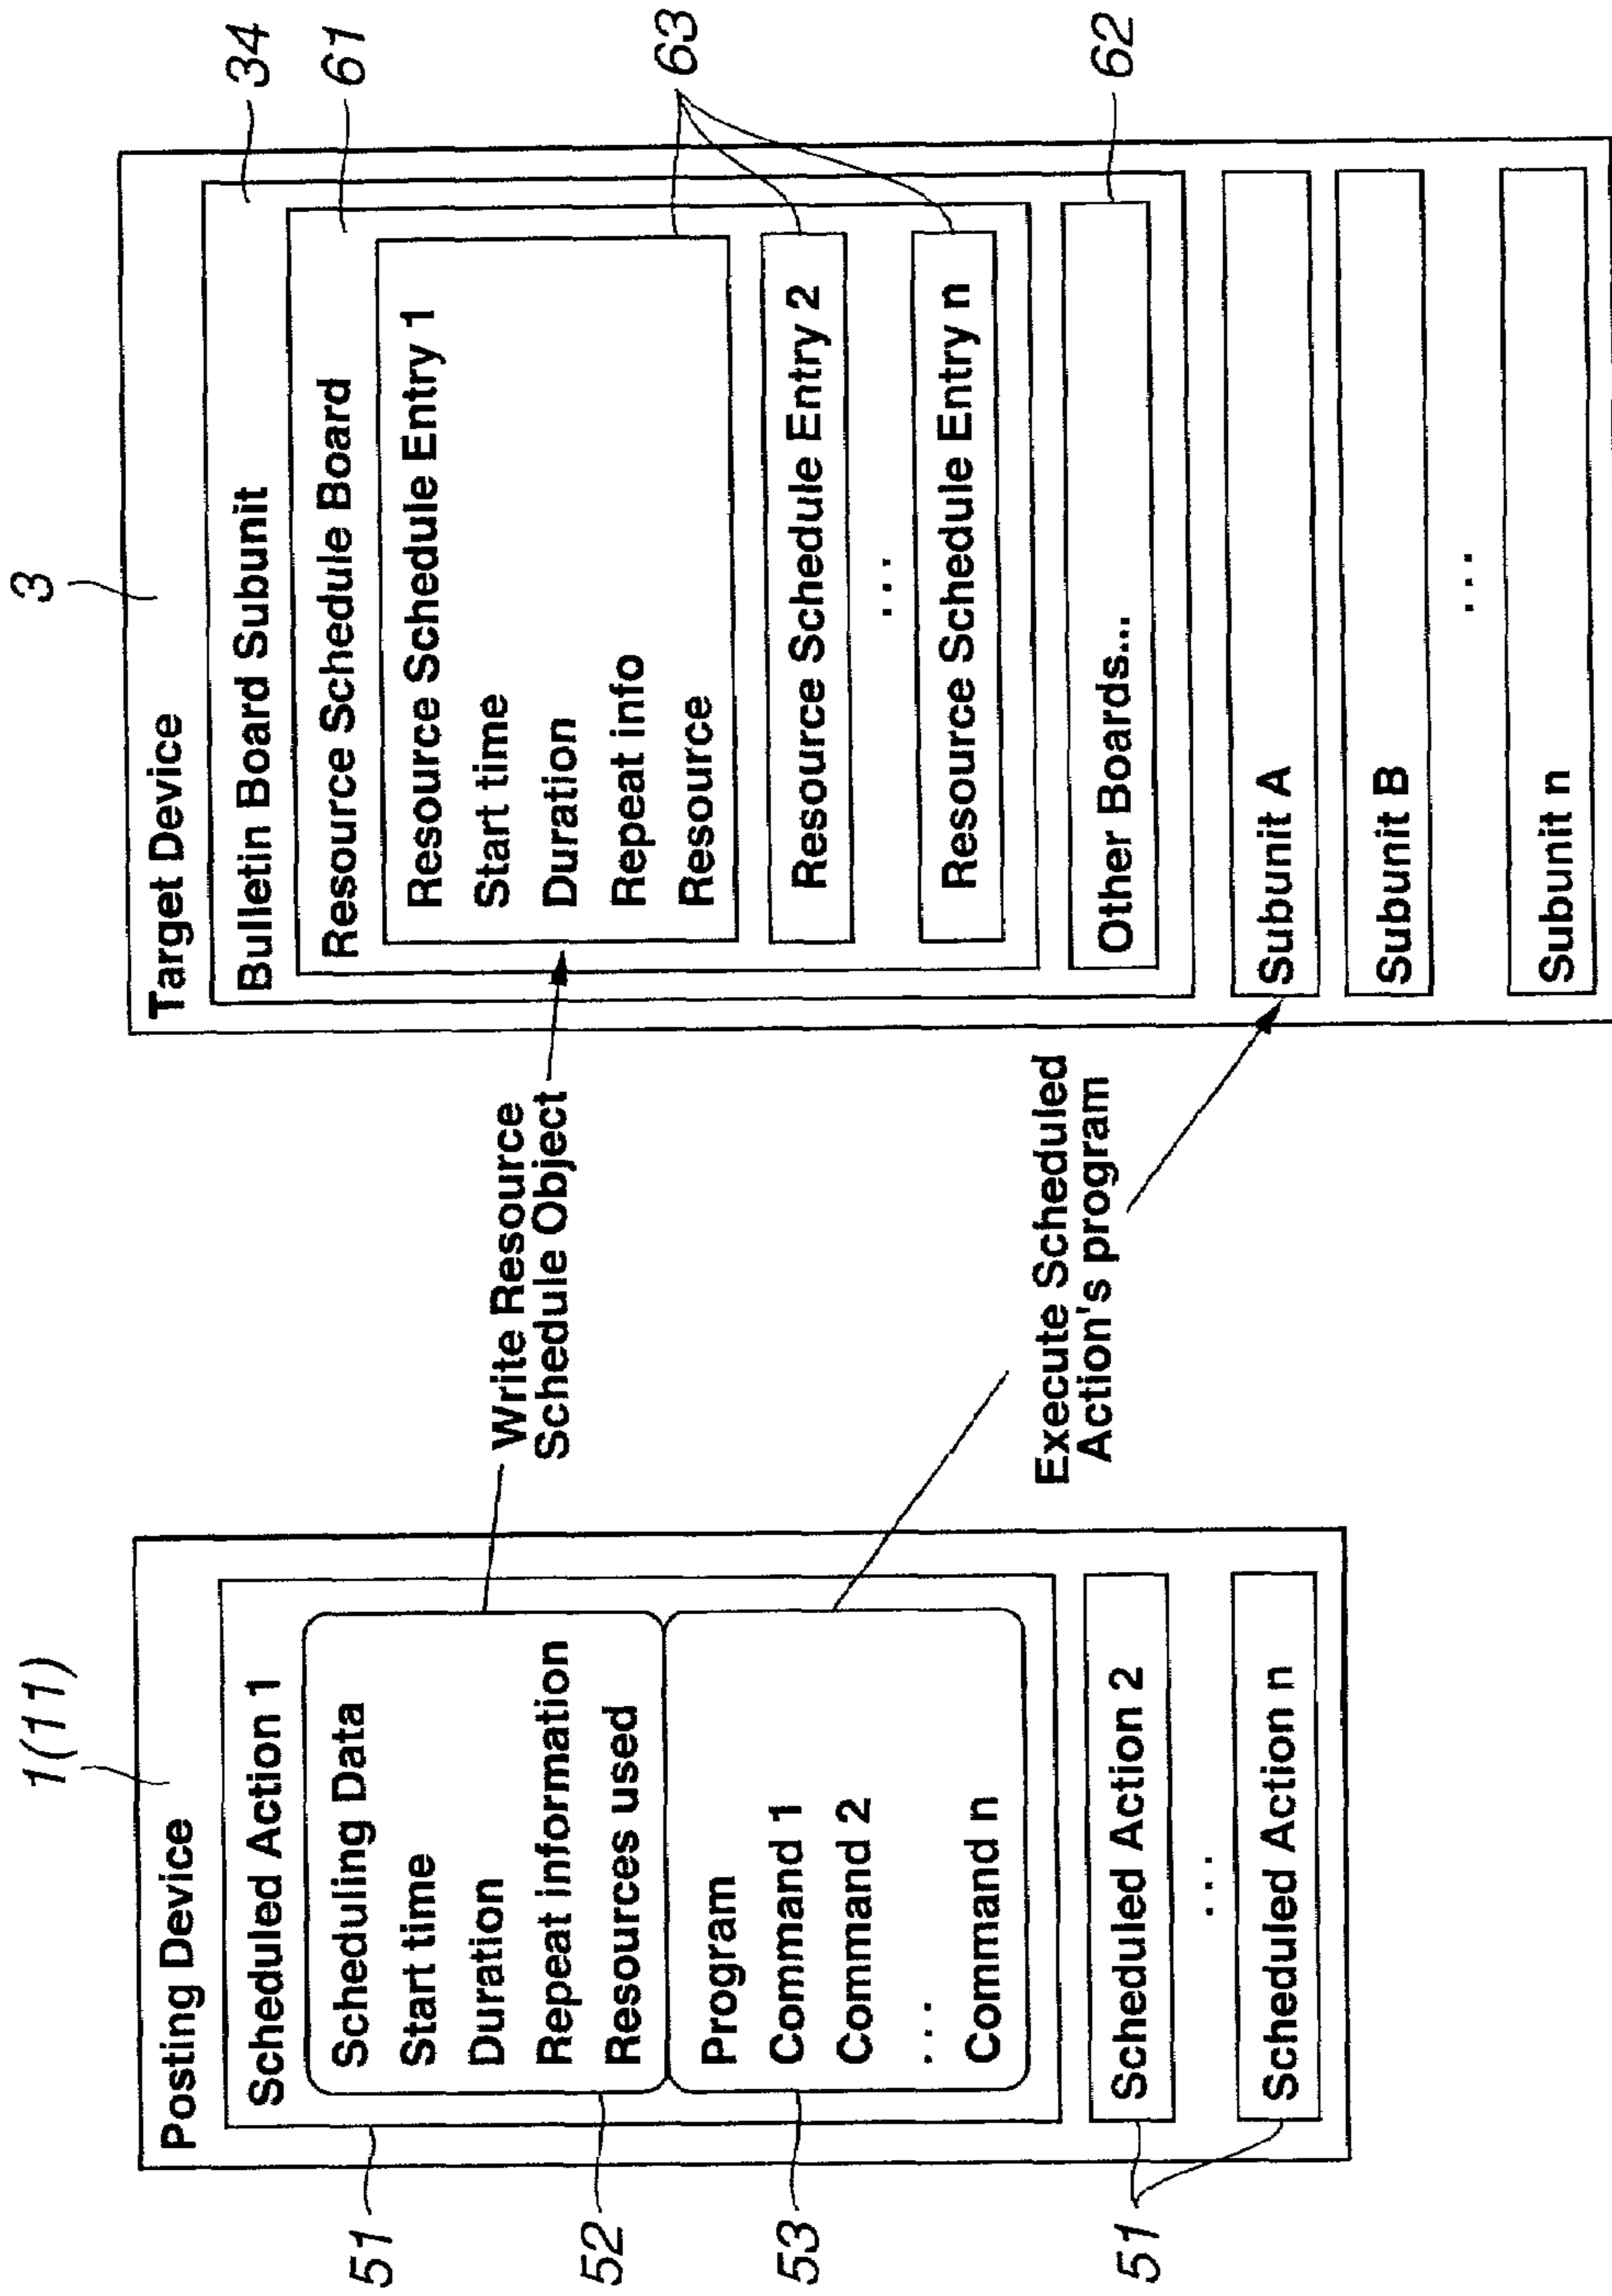 1(11)
Posting Device
Scheduled Action 1
Scheduling Data
Start time
Duration
Repeat information
Resources used
Program
Command 1
Command 2
...
Command n
Scheduled Action 2
...
Scheduled Action n
51
52
53
51
Write Resource
Schedule Object
Execute Scheduled
Action's program
3
Target Device
Bulletin Board Subunit
Resource Schedule Board
Resource Schedule Entry 1
Start time
Duration
Repeat info
Resource
Resource Schedule Entry 2
...
Resource Schedule Entry n
Other Boards...
Subunit A
Subunit B
...
Subunit n
34
61
63
62